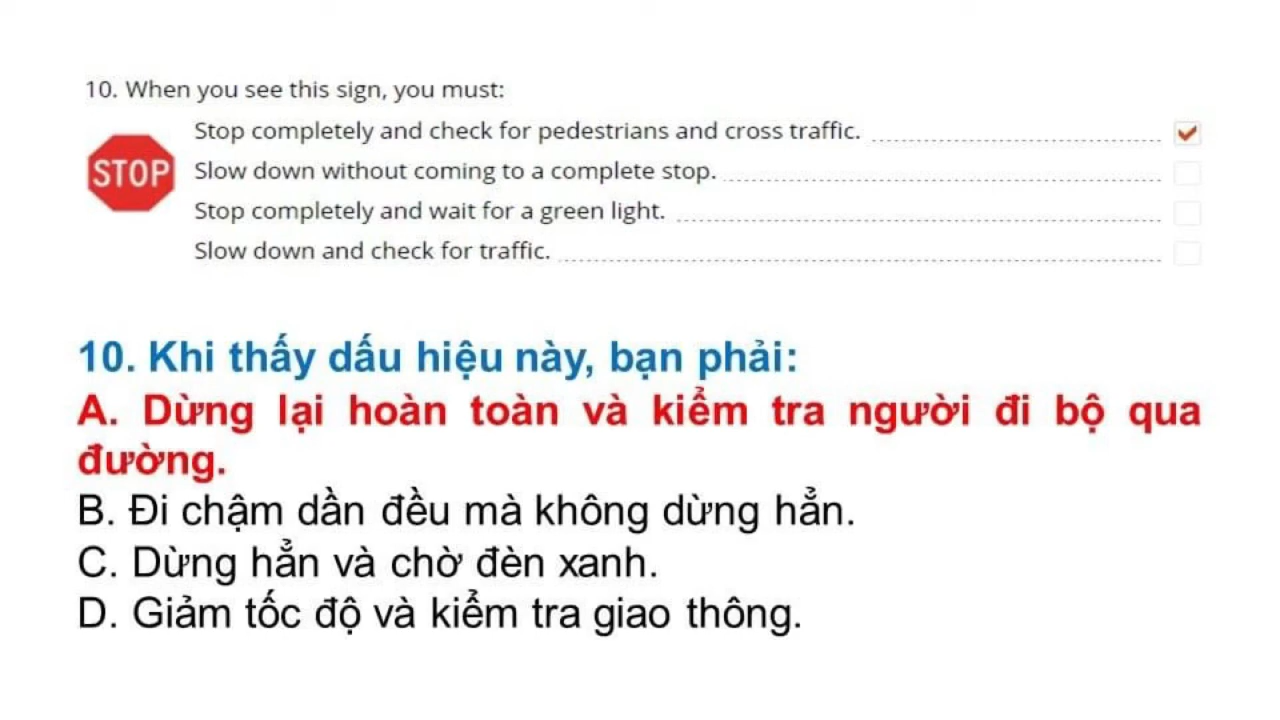 10. When you see this sign, you must:
Stop completely and check for pedestrians and cross traffic.
STOP
Slow down without coming to a complete stop.
Stop completely and wait for a green light.
Slow down and check for traffic.
10. Khi thấy dấu hiệu này, bạn phải:
A. Dừng lại hoàn toàn và kiểm tra người đi bộ qua
đường.
B. Đi chậm dần đều mà không dừng hẳn.
C. Dừng hẳn và chờ đèn xanh.
D. Giảm tốc độ và kiểm tra giao thông.